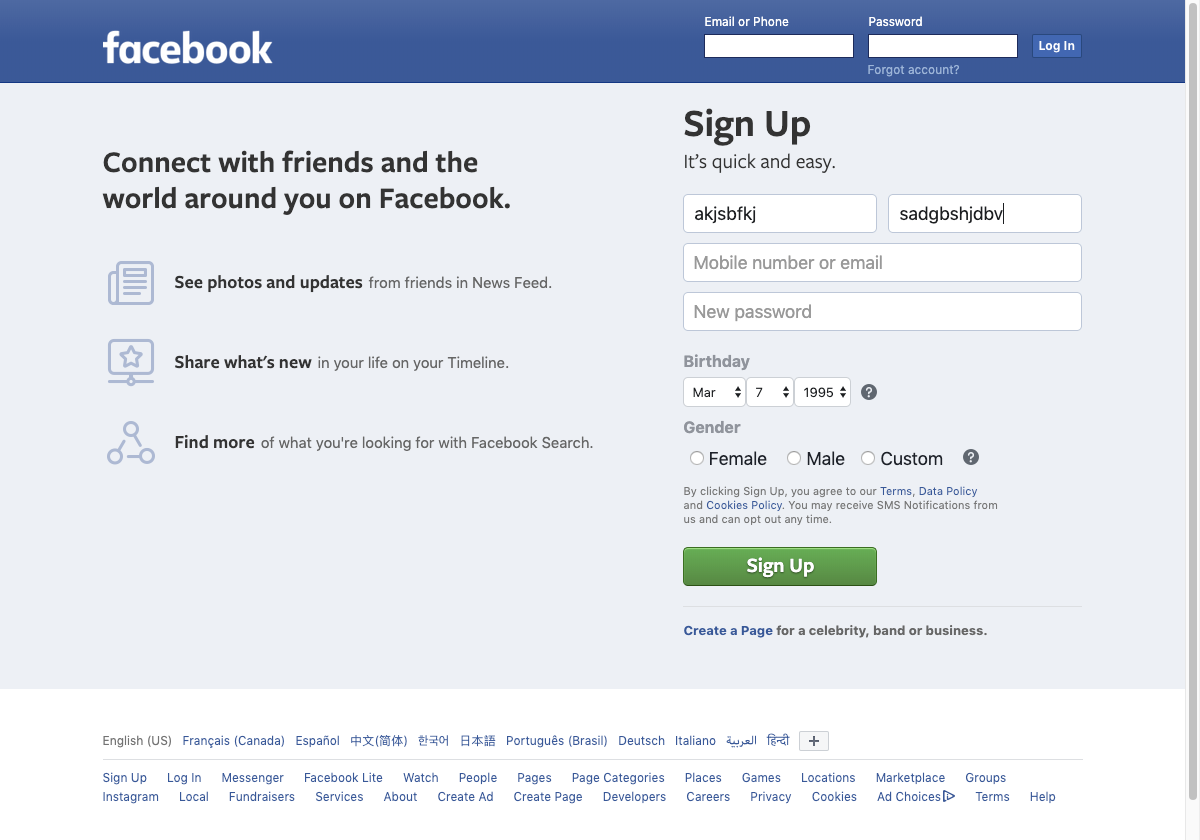 facebook
Email or Phone
Password
Log In
Forgot account?
Connect with friends and the
world around you on Facebook.
See photos and updates from friends in News Feed.
Share what's new in your life on your Timeline.
Find more of what you're looking for with Facebook Search.
Sign Up
It's quick and easy.
akjsbfkj sadgbshjdbv
Mobile number or email
New password
Birthday
Mar 7 1995 ?
Gender
Female Male Custom ?
By clicking Sign Up, you agree to our Terms, Data Policy
and Cookies Policy. You may receive SMS Notifications from
us and can opt out any time.
Sign Up
Create a Page for a celebrity, band or business.
English (US) Français (Canada) Español 中文(简体) 한국어 日本語 Português (Brasil) Deutsch Italiano العربية हिन्दी +
Sign Up Log In Messenger Facebook Lite Watch People Pages Page Categories Places Games Locations Marketplace Groups
Instagram Local Fundraisers Services About Create Ad Create Page Developers Careers Privacy Cookies Ad Choices Terms Help